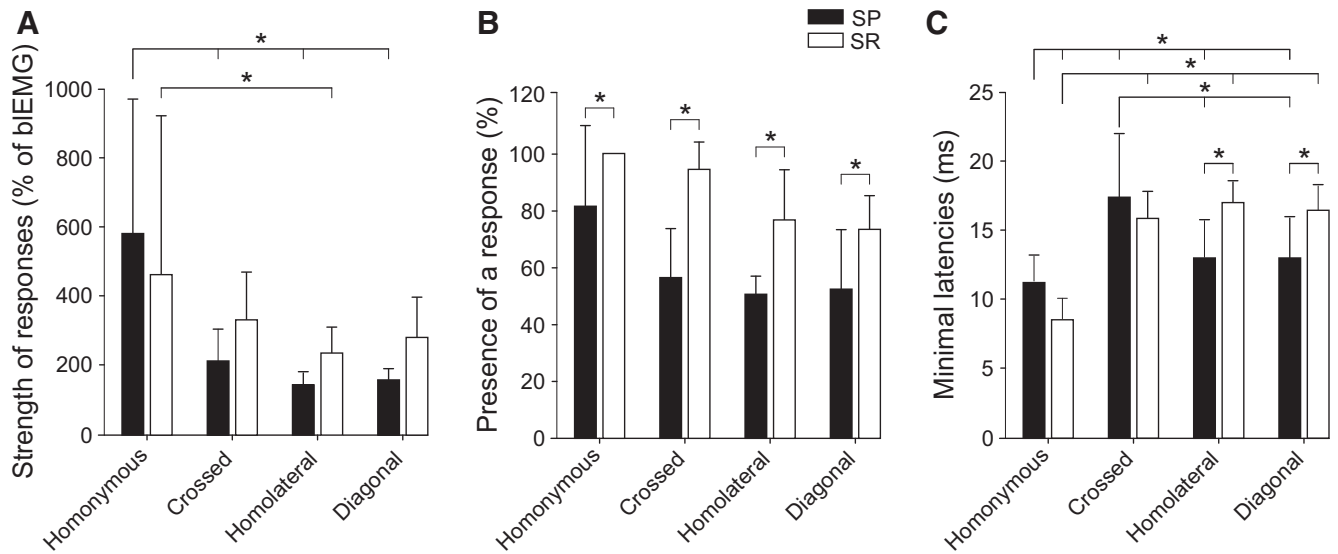 A
Strength of responses (% of blEMG)
*
*
1000
800
600
400
200
0
Homonymous
Crossed
Homolateral
Diagonal
B
SP
SR
Presence of a response (%)
120
100
80
60
40
20
0
*
*
*
*
Homonymous
Crossed
Homolateral
Diagonal
C
Minimal latencies (ms)
*
*
*
*
*
25
20
15
10
5
0
Homonymous
Crossed
Homolateral
Diagonal